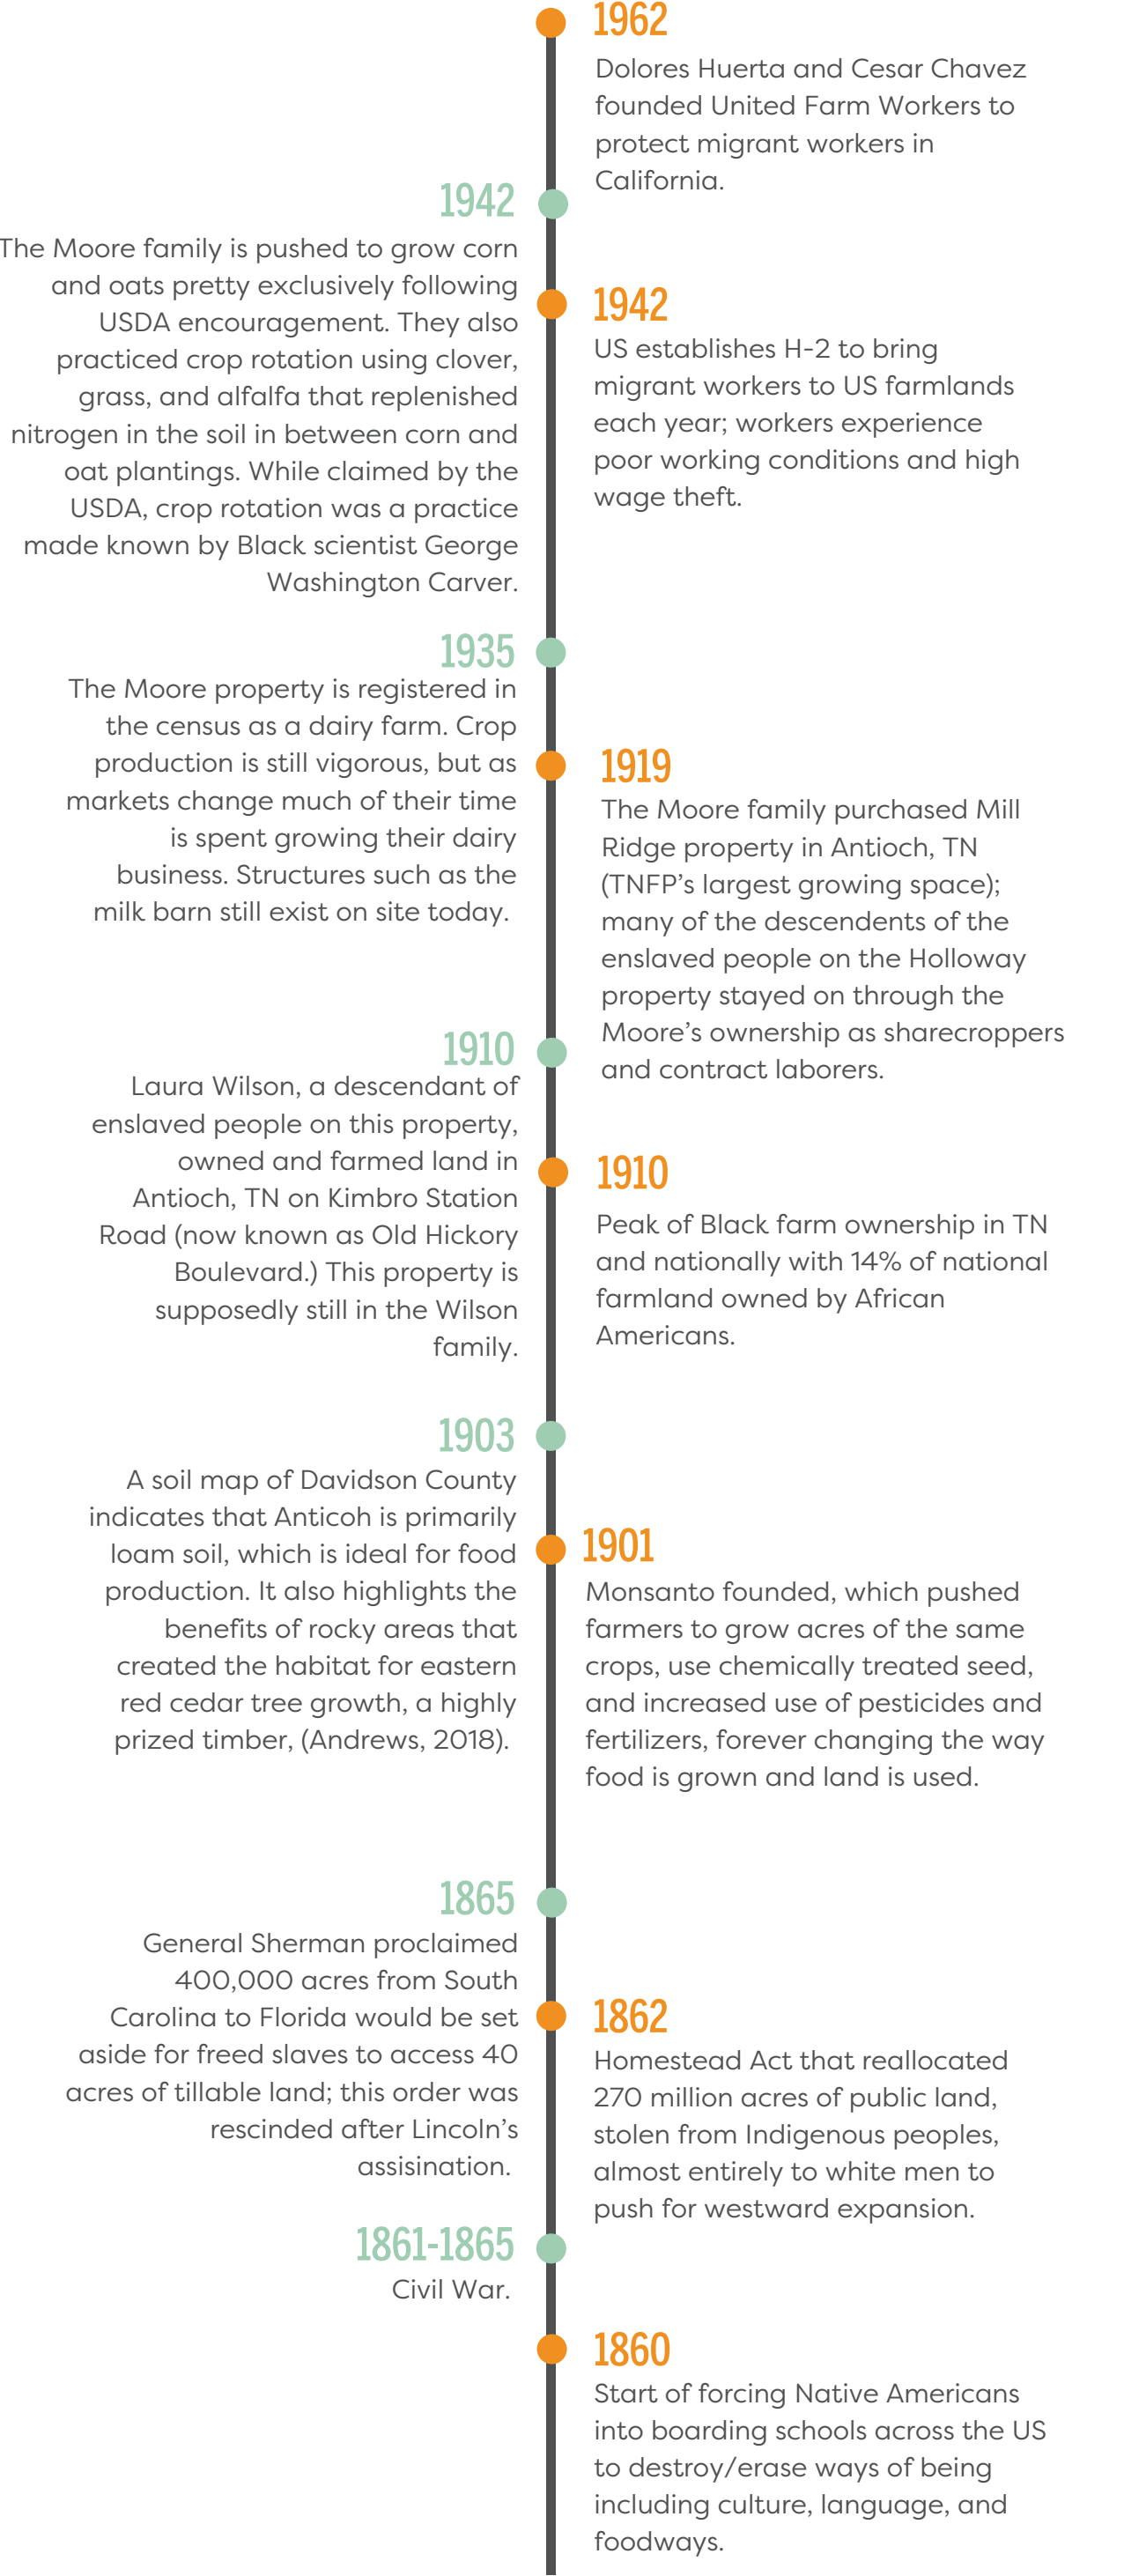 1962
Dolores Huerta and Cesar Chavez
founded United Farm Workers to
protect migrant workers in
California.
1942
The Moore family is pushed to grow corn
and oats pretty exclusively following
USDA encouragement. They also
practiced crop rotation using clover,
grass, and alfalfa that replenished
nitrogen in the soil in between corn and
oat plantings. While claimed by the
USDA, crop rotation was a practice
made known by Black scientist George
Washington Carver.
1942
US establishes H-2 to bring
migrant workers to US farmlands
each year; workers experience
poor working conditions and high
wage theft.
1935
The Moore property is registered in
the census as a dairy farm. Crop
production is still vigorous, but as
markets change much of their time
is spent growing their dairy
business. Structures such as the
milk barn still exist on site today.
1919
The Moore family purchased Mill
Ridge property in Antioch, TN
(TNFP's largest growing space);
many of the descendents of the
enslaved people on the Holloway
property stayed on through the
Moore's ownership as sharecroppers
and contract laborers.
1910
Laura Wilson, a descendant of
enslaved people on this property,
owned and farmed land in
Antioch, TN on Kimbro Station
Road (now known as Old Hickory
Boulevard.) This property is
supposedly still in the Wilson
family.
1910
Peak of Black farm ownership in TN
and nationally with 14% of national
farmland owned by African
Americans.
1903
A soil map of Davidson County
indicates that Anticoh is primarily
loam soil, which is ideal for food
production. It also highlights the
benefits of rocky areas that
created the habitat for eastern
red cedar tree growth, a highly
prized timber, (Andrews, 2018).
1901
Monsanto founded, which pushed
farmers to grow acres of the same
crops, use chemically treated seed,
and increased use of pesticides and
fertilizers, forever changing the way
food is grown and land is used.
1865
General Sherman proclaimed
400,000 acres from South
Carolina to Florida would be set
aside for freed slaves to access 40
acres of tillable land; this order was
rescinded after Lincoln's
assisination.
1862
Homestead Act that reallocated
270 million acres of public land,
stolen from Indigenous peoples,
almost entirely to white men to
push for westward expansion.
1861-1865
Civil War.
1860
Start of forcing Native Americans
into boarding schools across the US
to destroy/erase ways of being
including culture, language, and
foodways.